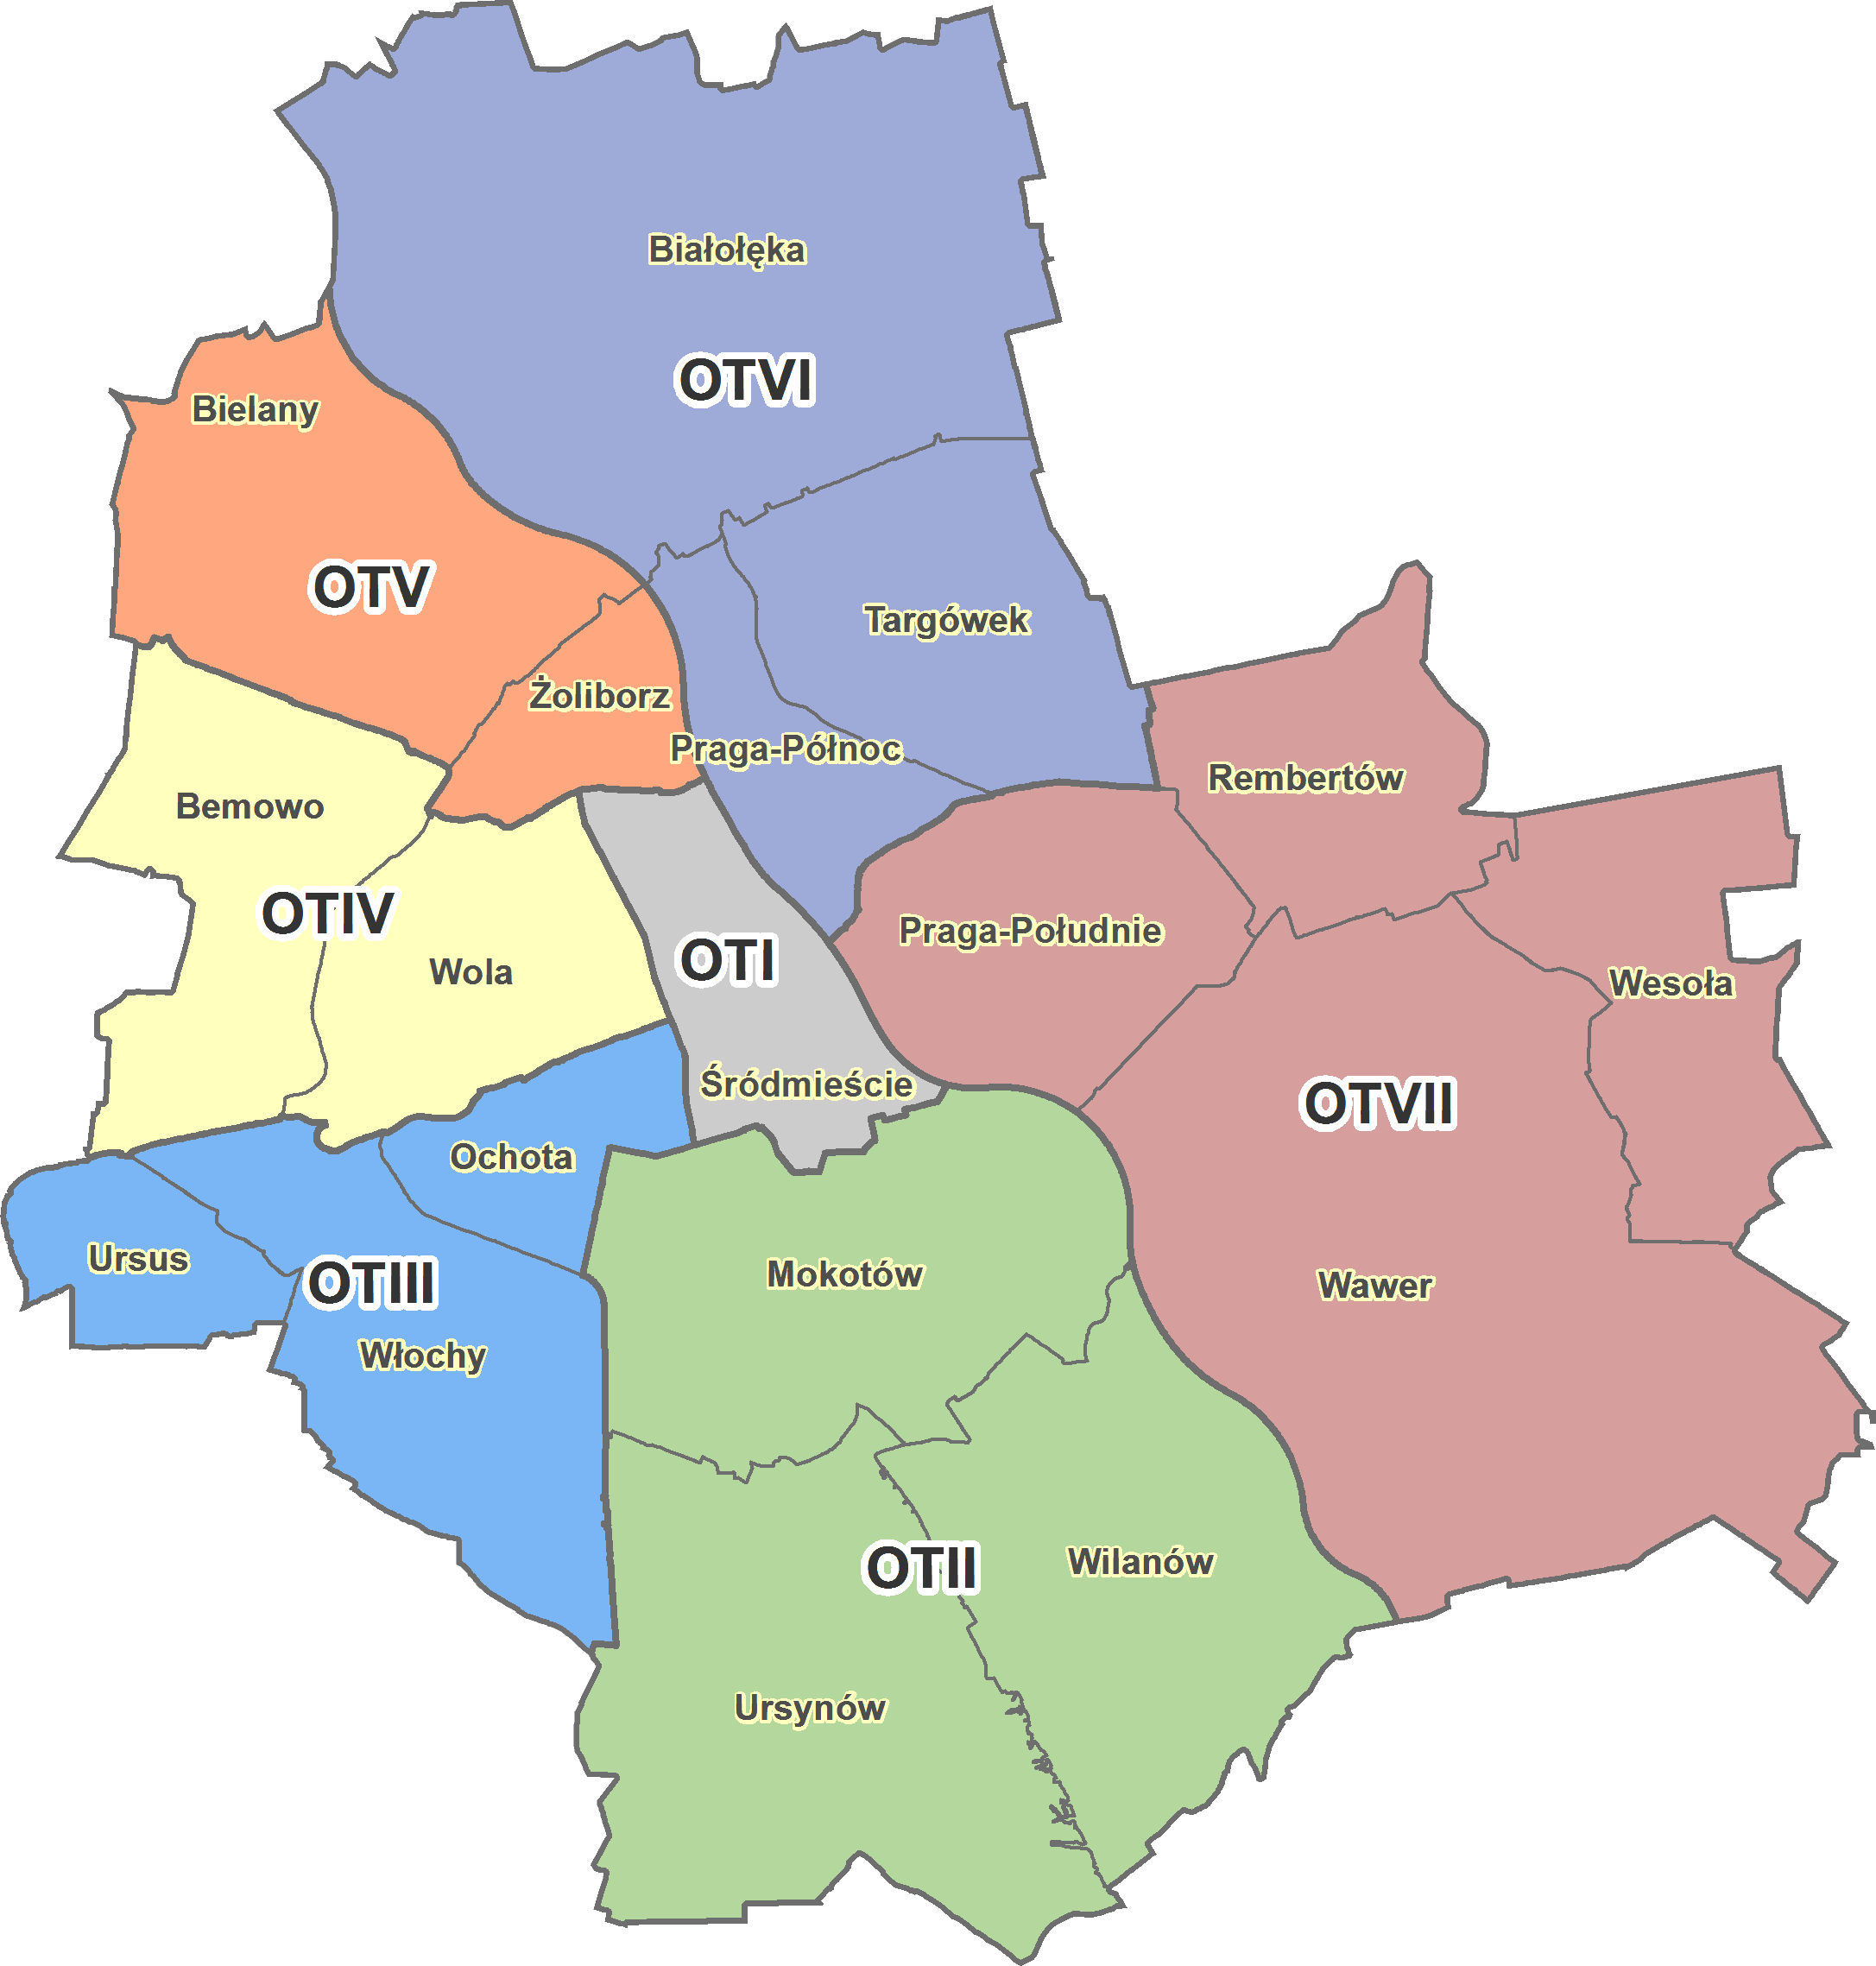 Białołęka
OTVI
Bielany
OTV
Targówek
Żoliborz
Praga-Północ
Rembertów
Bemowo
OTIV
Praga-Południe
OTI
Wola
Wesoła
Śródmieście
OTVII
Ochota
Ursus
OTIII
Mokotów
Wawer
Włochy
OTII
Wilanów
Ursynów